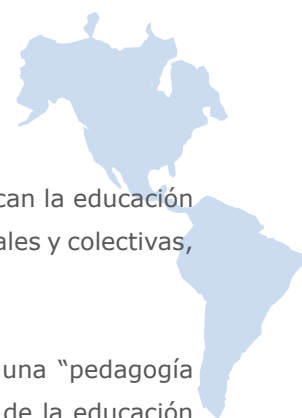 can la educación
ales y colectivas,
una “pedagogía
de la educación